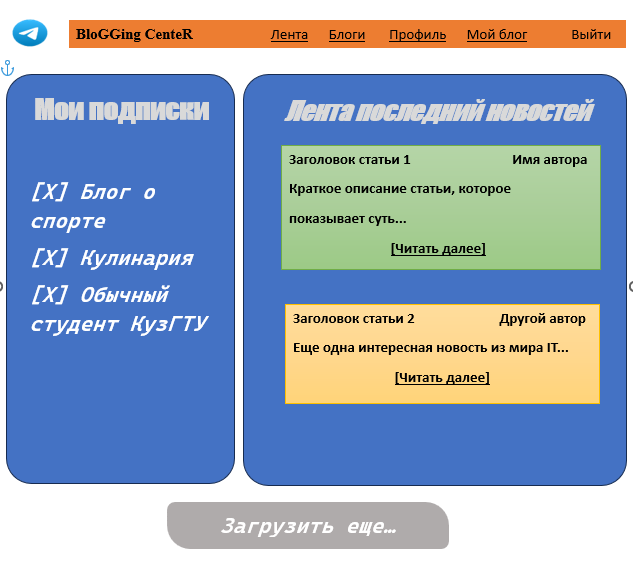 BloGGing CenteR Лента Блоги Профиль Мой блог Выйти
Мои подписки
[X] Блог о
спорте
[X] Кулинария
[X] Обычный
студент КузГТУ
Лента последний новостей
Заголовок статьи 1 Имя автора
Краткое описание статьи, которое
показывает суть...
[Читать далее]
Заголовок статьи 2 Другой автор
Еще одна интересная новость из мира IT...
[Читать далее]
Загрузить еще…